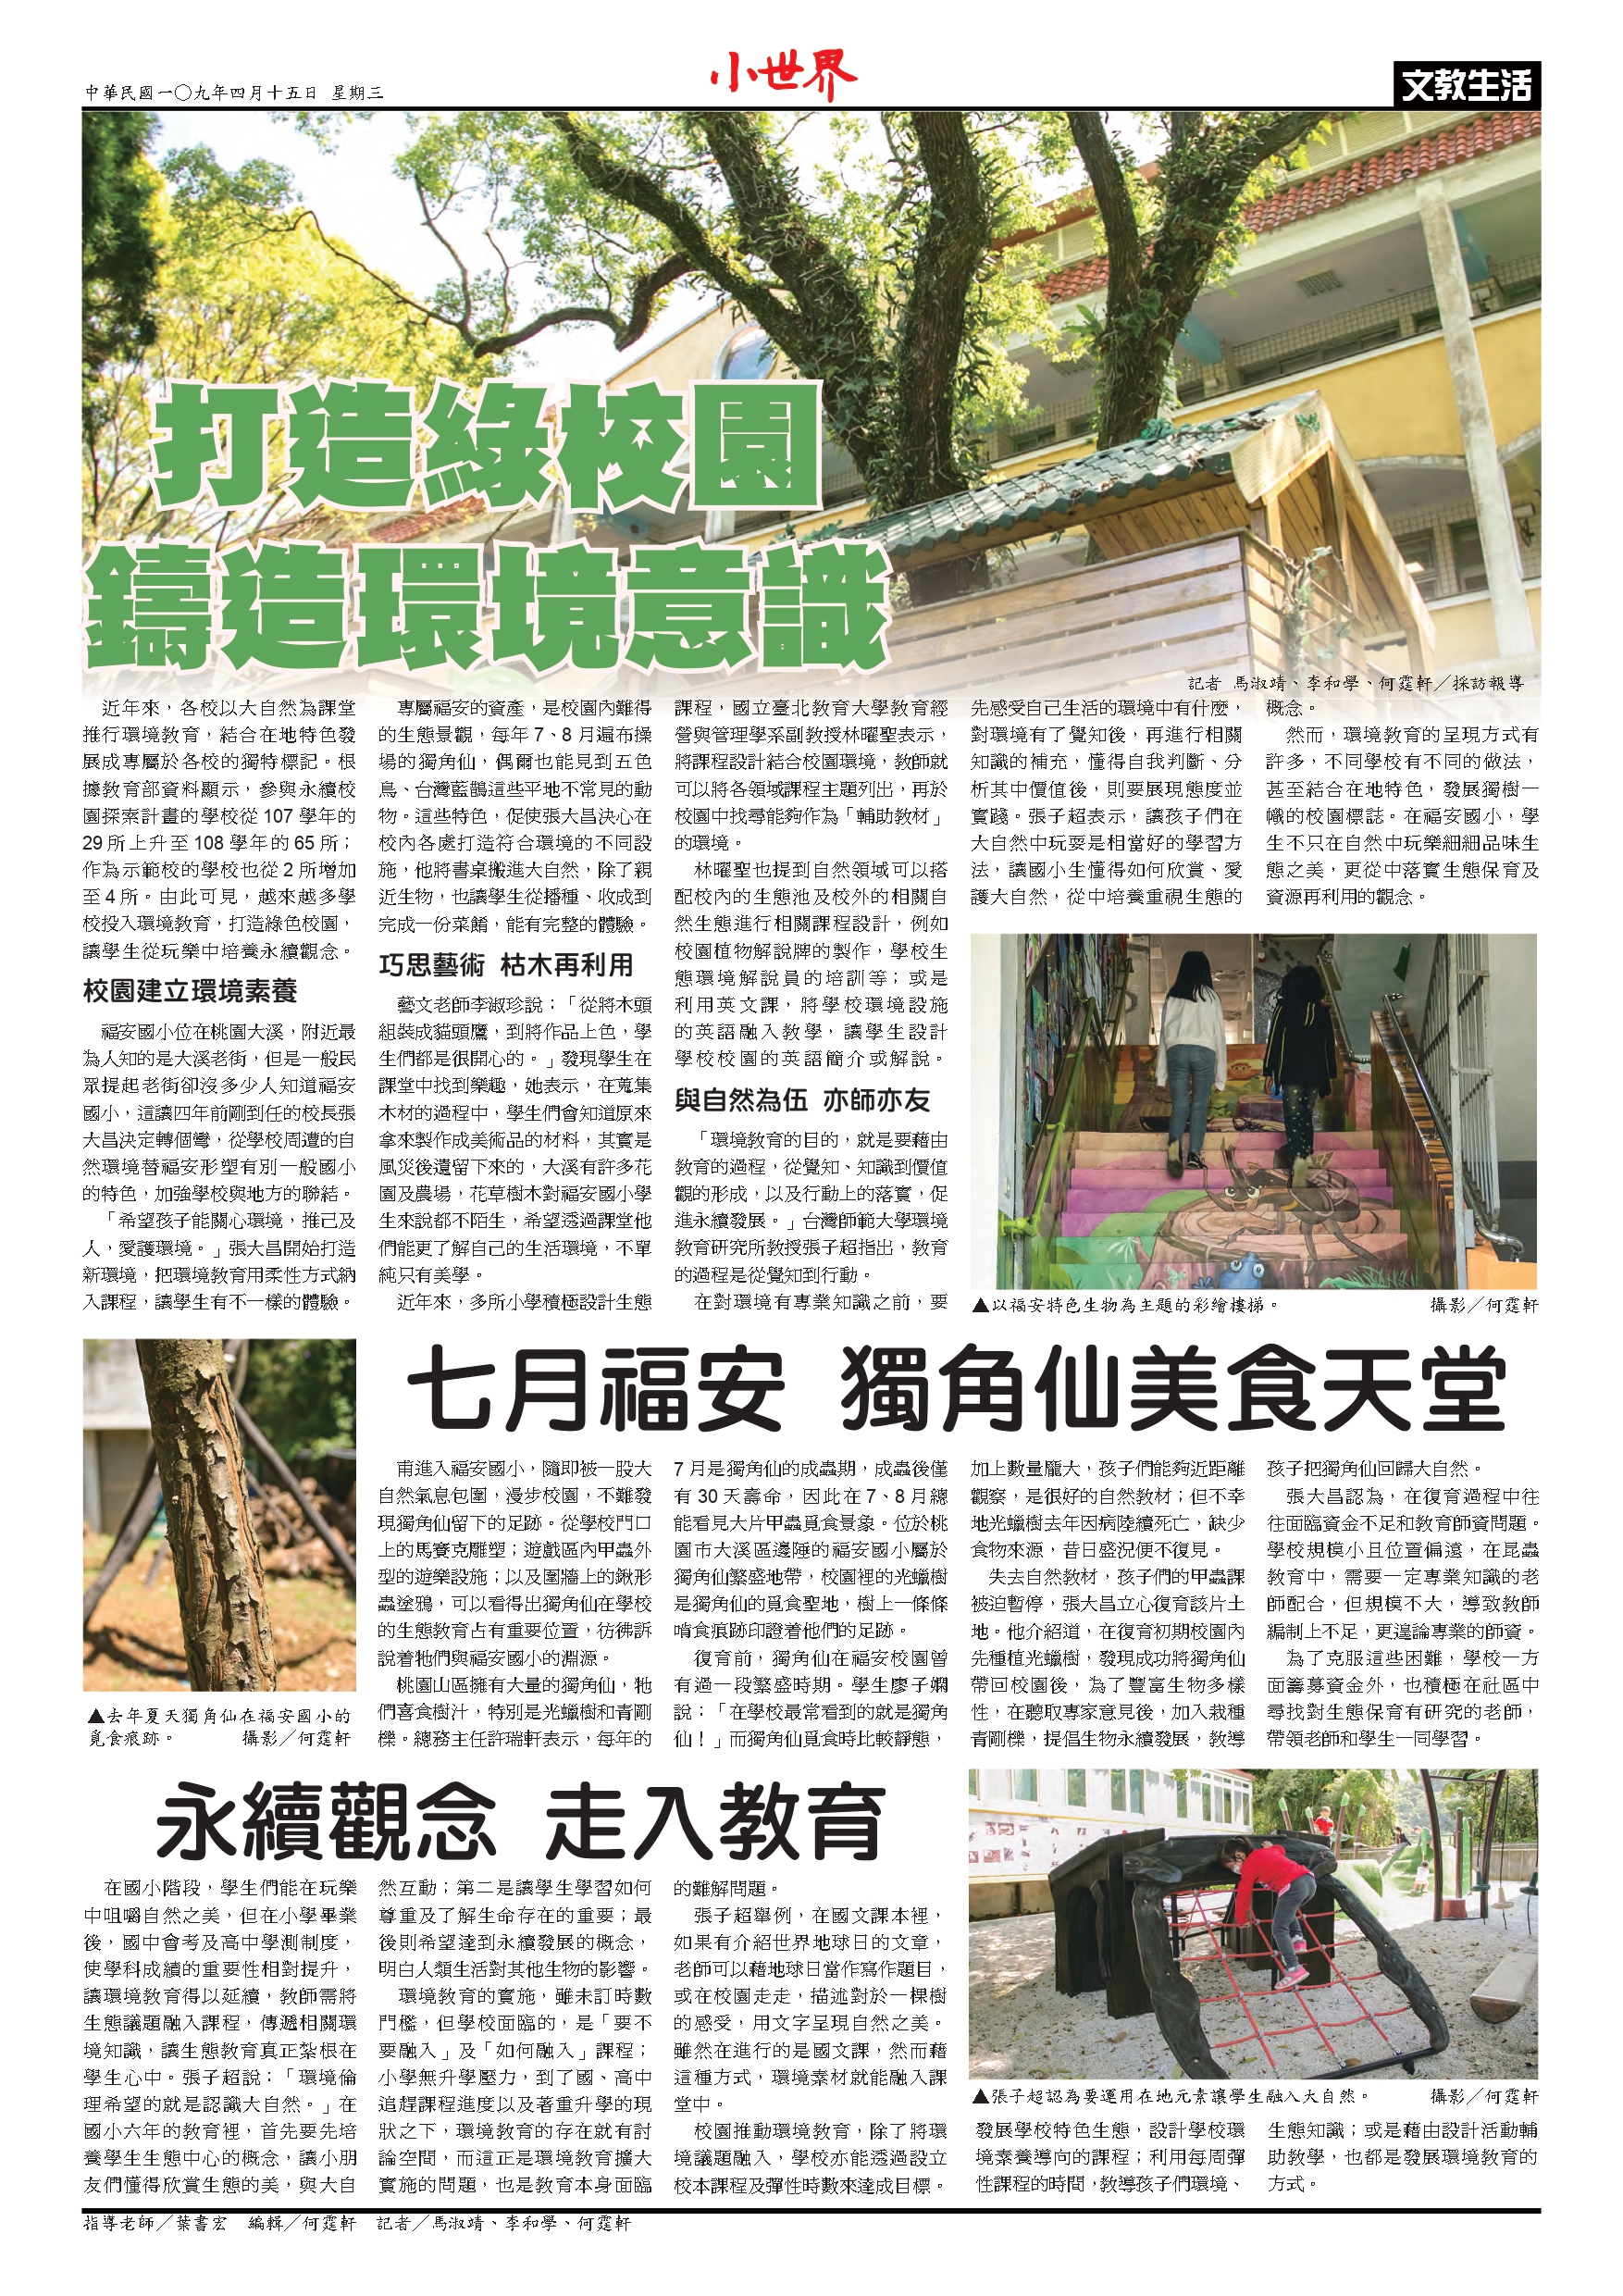 中華民國一〇九年四月十五日 星期三
小世界
文教生活
打造綠校園
鑄造環境意識
記者 馬淑靖、李和學、何霆軒／採訪報導
近年來，各校以大自然為課堂
推行環境教育，結合在地特色發
展成專屬於各校的獨特標記。根
據教育部資料顯示，參與永續校
園探索計畫的學校從 107 學年的
29 所上升至 108 學年的 65 所；
作為示範校的學校也從 2 所增加
至 4 所。由此可見，越來越多學
校投入環境教育，打造綠色校園，
讓學生從玩樂中培養永續觀念。
校園建立環境素養
福安國小位在桃園大溪，附近最
為人知的是大溪老街，但是一般民
眾提起老街卻沒多少人知道福安
國小，這讓四年前剛到任的校長張
大昌決定轉個彎，從學校周遭的自
然環境替福安形塑有別一般國小
的特色，加強學校與地方的聯結。
「希望孩子能關心環境，推己及
人，愛護環境。」張大昌開始打造
新環境，把環境教育用柔性方式納
入課程，讓學生有不一樣的體驗。
專屬福安的資產，是校園內難得
的生態景觀，每年 7、8 月遍布操
場的獨角仙，偶爾也能見到五色
鳥、台灣藍鵲這些平地不常見的動
物。這些特色，促使張大昌決心在
校內各處打造符合環境的不同設
施，他將書桌搬進大自然，除了親
近生物，也讓學生從播種、收成到
完成一份菜餚，能有完整的體驗。
巧思藝術 枯木再利用
藝文老師李淑珍說：「從將木頭
組裝成貓頭鷹，到將作品上色，學
生們都是很開心的。」發現學生在
課堂中找到樂趣，她表示，在蒐集
木材的過程中，學生們會知道原來
拿來製作成美術品的材料，其實是
風災後遺留下來的，大溪有許多花
園及農場，花草樹木對福安國小學
生來說都不陌生，希望透過課堂他
們能更了解自己的生活環境，不單
純只有美學。
近年來，多所小學積極設計生態
課程，國立臺北教育大學教育經
營與管理學系副教授林曜聖表示，
將課程設計結合校園環境，教師就
可以將各領域課程主題列出，再於
校園中找尋能夠作為「輔助教材」
的環境。
林曜聖也提到自然領域可以搭
配校內的生態池及校外的相關自
然生態進行相關課程設計，例如
校園植物解說牌的製作，學校生
態環境解說員的培訓等；或是
利用英文課，將學校環境設施
的英語融入教學，讓學生設計
學校校園的英語簡介或解說。
與自然為伍 亦師亦友
「環境教育的目的，就是要藉由
教育的過程，從覺知、知識到價值
觀的形成，以及行動上的落實，促
進永續發展。」台灣師範大學環境
教育研究所教授張子超指出，教育
的過程是從覺知到行動。
在對環境有專業知識之前，要
先感受自己生活的環境中有什麼，
對環境有了覺知後，再進行相關
知識的補充，懂得自我判斷、分
析其中價值後，則要展現態度並
實踐。張子超表示，讓孩子們在
大自然中玩耍是相當好的學習方
法，讓國小生懂得如何欣賞、愛
護大自然，從中培養重視生態的
概念。
然而，環境教育的呈現方式有
許多，不同學校有不同的做法，
甚至結合在地特色，發展獨樹一
幟的校園標誌。在福安國小，學
生不只在自然中玩樂細細品味生
態之美，更從中落實生態保育及
資源再利用的觀念。
▲以福安特色生物為主題的彩繪樓梯。 攝影／何霆軒
七月福安 獨角仙美食天堂
▲去年夏天獨角仙在福安國小的
覓食痕跡。 攝影／何霆軒
甫進入福安國小，隨即被一股大
自然氣息包圍，漫步校園，不難發
現獨角仙留下的足跡。從學校門口
上的馬賽克雕塑；遊戲區內甲蟲外
型的遊樂設施；以及圍牆上的鍬形
蟲塗鴉，可以看得出獨角仙在學校
的生態教育占有重要位置，彷彿訴
說着牠們與福安國小的淵源。
桃園山區擁有大量的獨角仙，牠
們喜食樹汁，特別是光蠟樹和青剛
櫟。總務主任許瑞軒表示，每年的
7 月是獨角仙的成蟲期，成蟲後僅
有 30 天壽命，因此在 7、8 月總
能看見大片甲蟲覓食景象。位於桃
園市大溪區邊陲的福安國小屬於
獨角仙繁盛地帶，校園裡的光蠟樹
是獨角仙的覓食聖地，樹上一條條
啃食痕跡印證着他們的足跡。
復育前，獨角仙在福安校園曾
有過一段繁盛時期。學生廖子嫻
說：「在學校最常看到的就是獨角
仙！」而獨角仙覓食時比較靜態，
加上數量龐大，孩子們能夠近距離
觀察，是很好的自然教材；但不幸
地光蠟樹去年因病陸續死亡，缺少
食物來源，昔日盛況便不復見。
失去自然教材，孩子們的甲蟲課
被迫暫停，張大昌立心復育該片土
地。他介紹道，在復育初期校園內
先種植光蠟樹，發現成功將獨角仙
帶回校園後，為了豐富生物多樣
性，在聽取專家意見後，加入栽種
青剛櫟，提倡生物永續發展，教導
孩子把獨角仙回歸大自然。
張大昌認為，在復育過程中往
往面臨資金不足和教育師資問題。
學校規模小且位置偏遠，在昆蟲
教育中，需要一定專業知識的老
師配合，但規模不大，導致教師
編制上不足，更遑論專業的師資。
為了克服這些困難，學校一方
面籌募資金外，也積極在社區中
尋找對生態保育有研究的老師，
帶領老師和學生一同學習。
永續觀念 走入教育
在國小階段，學生們能在玩樂
中咀嚼自然之美，但在小學畢業
後，國中會考及高中學測制度，
使學科成績的重要性相對提升，
讓環境教育得以延續，教師需將
生態議題融入課程，傳遞相關環
境知識，讓生態教育真正紮根在
學生心中。張子超說：「環境倫
理希望的就是認識大自然。」在
國小六年的教育裡，首先要先培
養學生生態中心的概念，讓小朋
友們懂得欣賞生態的美，與大自
然互動；第二是讓學生學習如何
尊重及了解生命存在的重要；最
後則希望達到永續發展的概念，
明白人類生活對其他生物的影響。
環境教育的實施，雖未訂時數
門檻，但學校面臨的，是「要不
要融入」及「如何融入」課程；
小學無升學壓力，到了國、高中
追趕課程進度以及著重升學的現
狀之下，環境教育的存在就有討
論空間，而這正是環境教育擴大
實施的問題，也是教育本身面臨
的難解問題。
張子超舉例，在國文課本裡，
如果有介紹世界地球日的文章，
老師可以藉地球日當作寫作題目，
或在校園走走，描述對於一棵樹
的感受，用文字呈現自然之美。
雖然在進行的是國文課，然而藉
這種方式，環境素材就能融入課
堂中。
校園推動環境教育，除了將環
境議題融入，學校亦能透過設立
校本課程及彈性時數來達成目標。
▲張子超認為要運用在地元素讓學生融入大自然。 攝影／何霆軒
發展學校特色生態，設計學校環
境素養導向的課程；利用每周彈
性課程的時間，教導孩子們環境、
生態知識；或是藉由設計活動輔
助教學，也都是發展環境教育的
方式。
指導老師／葉書宏 編輯／何霆軒 記者／馬淑靖、李和學、何霆軒